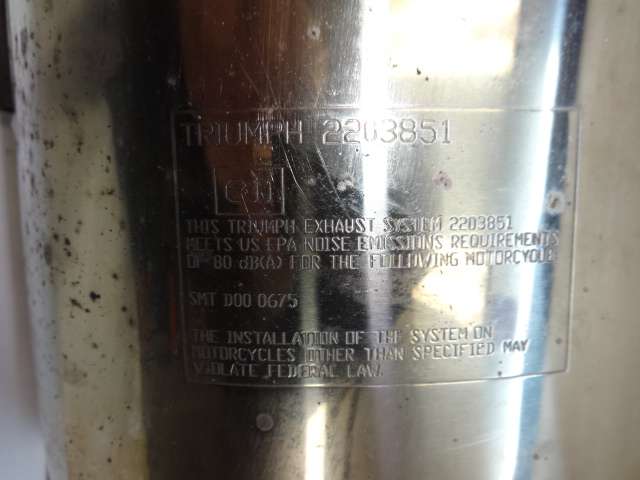 TRIUMPH 2203851
e11
THIS TRIUMPH EXHAUST SYSTEM 2203851
MEETS US EPA NOISE EMISSIONS REQUIREMENTS
OF 80 dB(A) FOR THE FOLLOWING MOTORCYCLE
SMT D00 0675
THE INSTALLATION OF THE SYSTEM ON
MOTORCYCLES OTHER THAN SPECIFIED MAY
VIOLATE FEDERAL LAW.